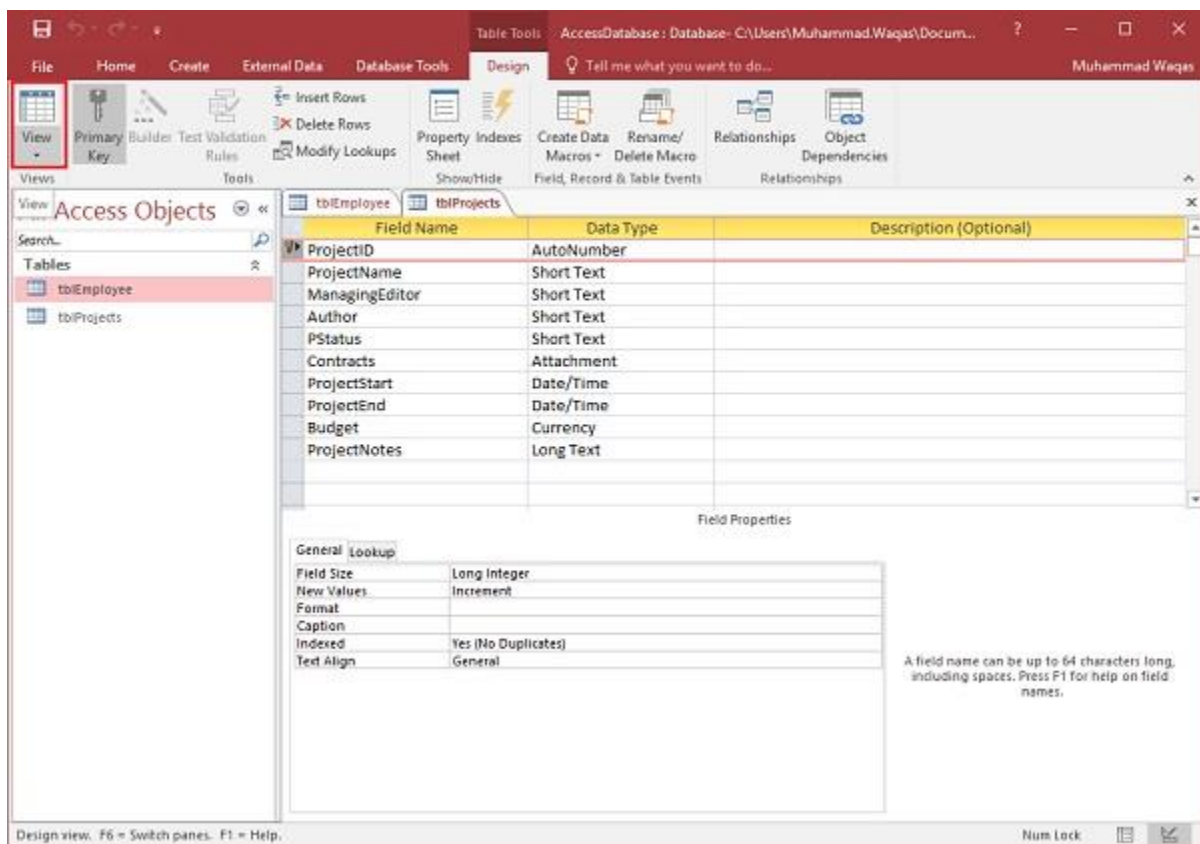 Table Tools AccessDatabase : Database- C:\Users\Muhammad.Waqas\Docum... ?
File Home Create External Data Database Tools Design Tell me what you want to do... Muhammad Waqas
View Primary Key Builder Test Validation Rules Insert Rows Delete Rows Modify Lookups Property Sheet Indexes Create Data Macros Rename/ Delete Macro Relationships Object Dependencies
Views Tools Show/Hide Field, Record & Table Events Relationships
View Access Objects «
Search...
Tables
tblEmployee
tblProjects
tblEmployee tblProjects
Field Name Data Type Description (Optional)
ProjectID AutoNumber
ProjectName Short Text
ManagingEditor Short Text
Author Short Text
PStatus Short Text
Contracts Attachment
ProjectStart Date/Time
ProjectEnd Date/Time
Budget Currency
ProjectNotes Long Text
Field Properties
General Lookup
Field Size Long Integer
New Values Increment
Format
Caption
Indexed Yes (No Duplicates)
Text Align General
A field name can be up to 64 characters long,
including spaces. Press F1 for help on field
names.
Design view. F6 = Switch panes. F1 = Help. Num Lock